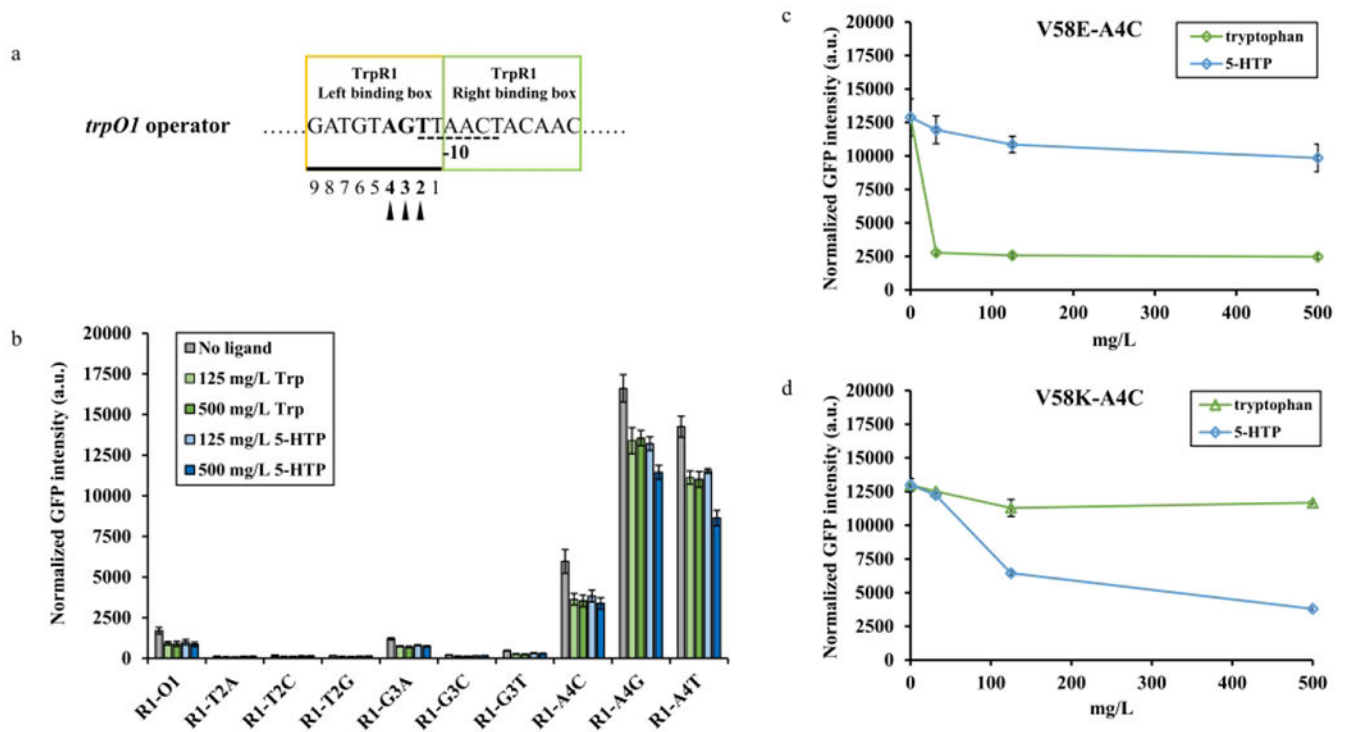 a
TrpR1
Left binding box
TrpR1
Right binding box
trpO1 operator
......GATGTAGTTAACTACAAC......
-10
9 8 7 6 5 4 3 2 1
b
Normalized GFP intensity (a.u.)
20000
17500
15000
12500
10000
7500
5000
2500
0
No ligand
125 mg/L Trp
500 mg/L Trp
125 mg/L 5-HTP
500 mg/L 5-HTP
R1-O1
R1-T2A
R1-T2C
R1-T2G
R1-G3A
R1-G3C
R1-G3T
R1-A4C
R1-A4G
R1-A4T
c
V58E-A4C
Normalized GFP intensity (a.u.)
20000
17500
15000
12500
10000
7500
5000
2500
0
tryptophan
5-HTP
0 100 200 300 400 500
mg/L
d
V58K-A4C
Normalized GFP intensity (a.u.)
20000
17500
15000
12500
10000
7500
5000
2500
0
tryptophan
5-HTP
0 100 200 300 400 500
mg/L